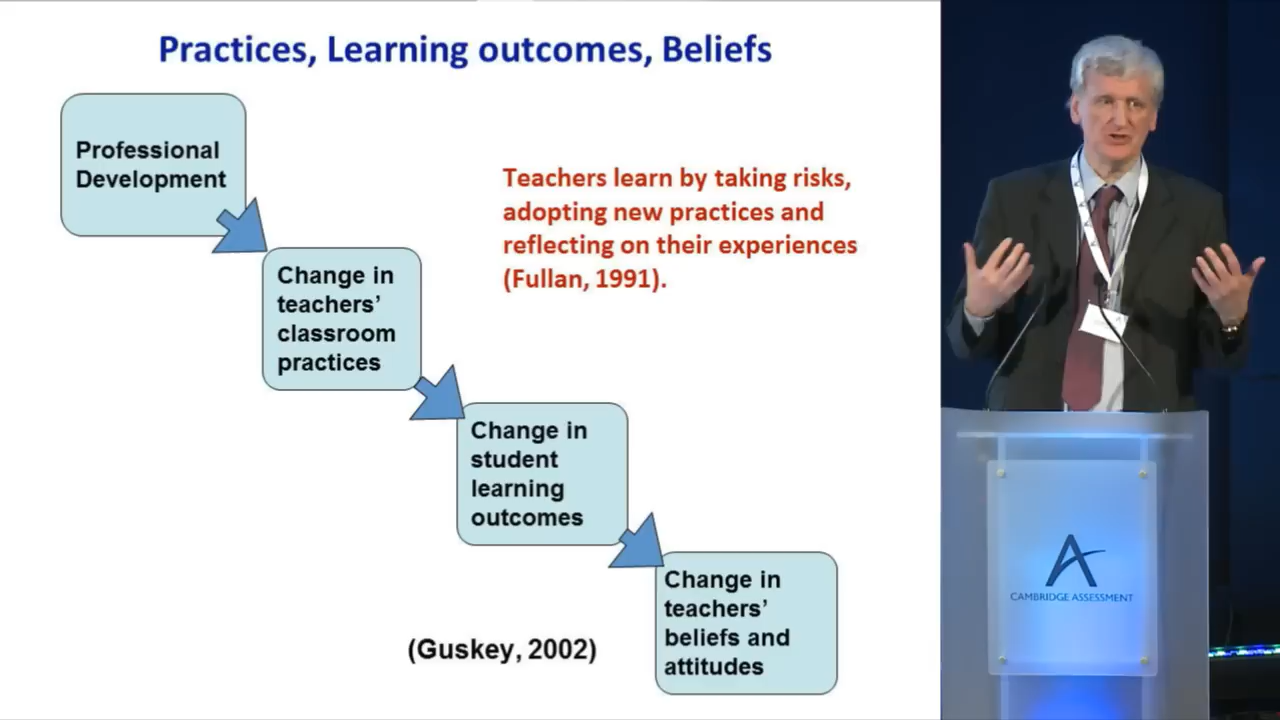 Practices, Learning outcomes, Beliefs
Professional
Development
Teachers learn by taking risks,
adopting new practices and
reflecting on their experiences
(Fullan, 1991).
Change in
teachers’
classroom
practices
Change in
student
learning
outcomes
Change in
teachers’
beliefs and
attitudes
(Guskey, 2002)
CAMBRIDGE ASSESSMENT